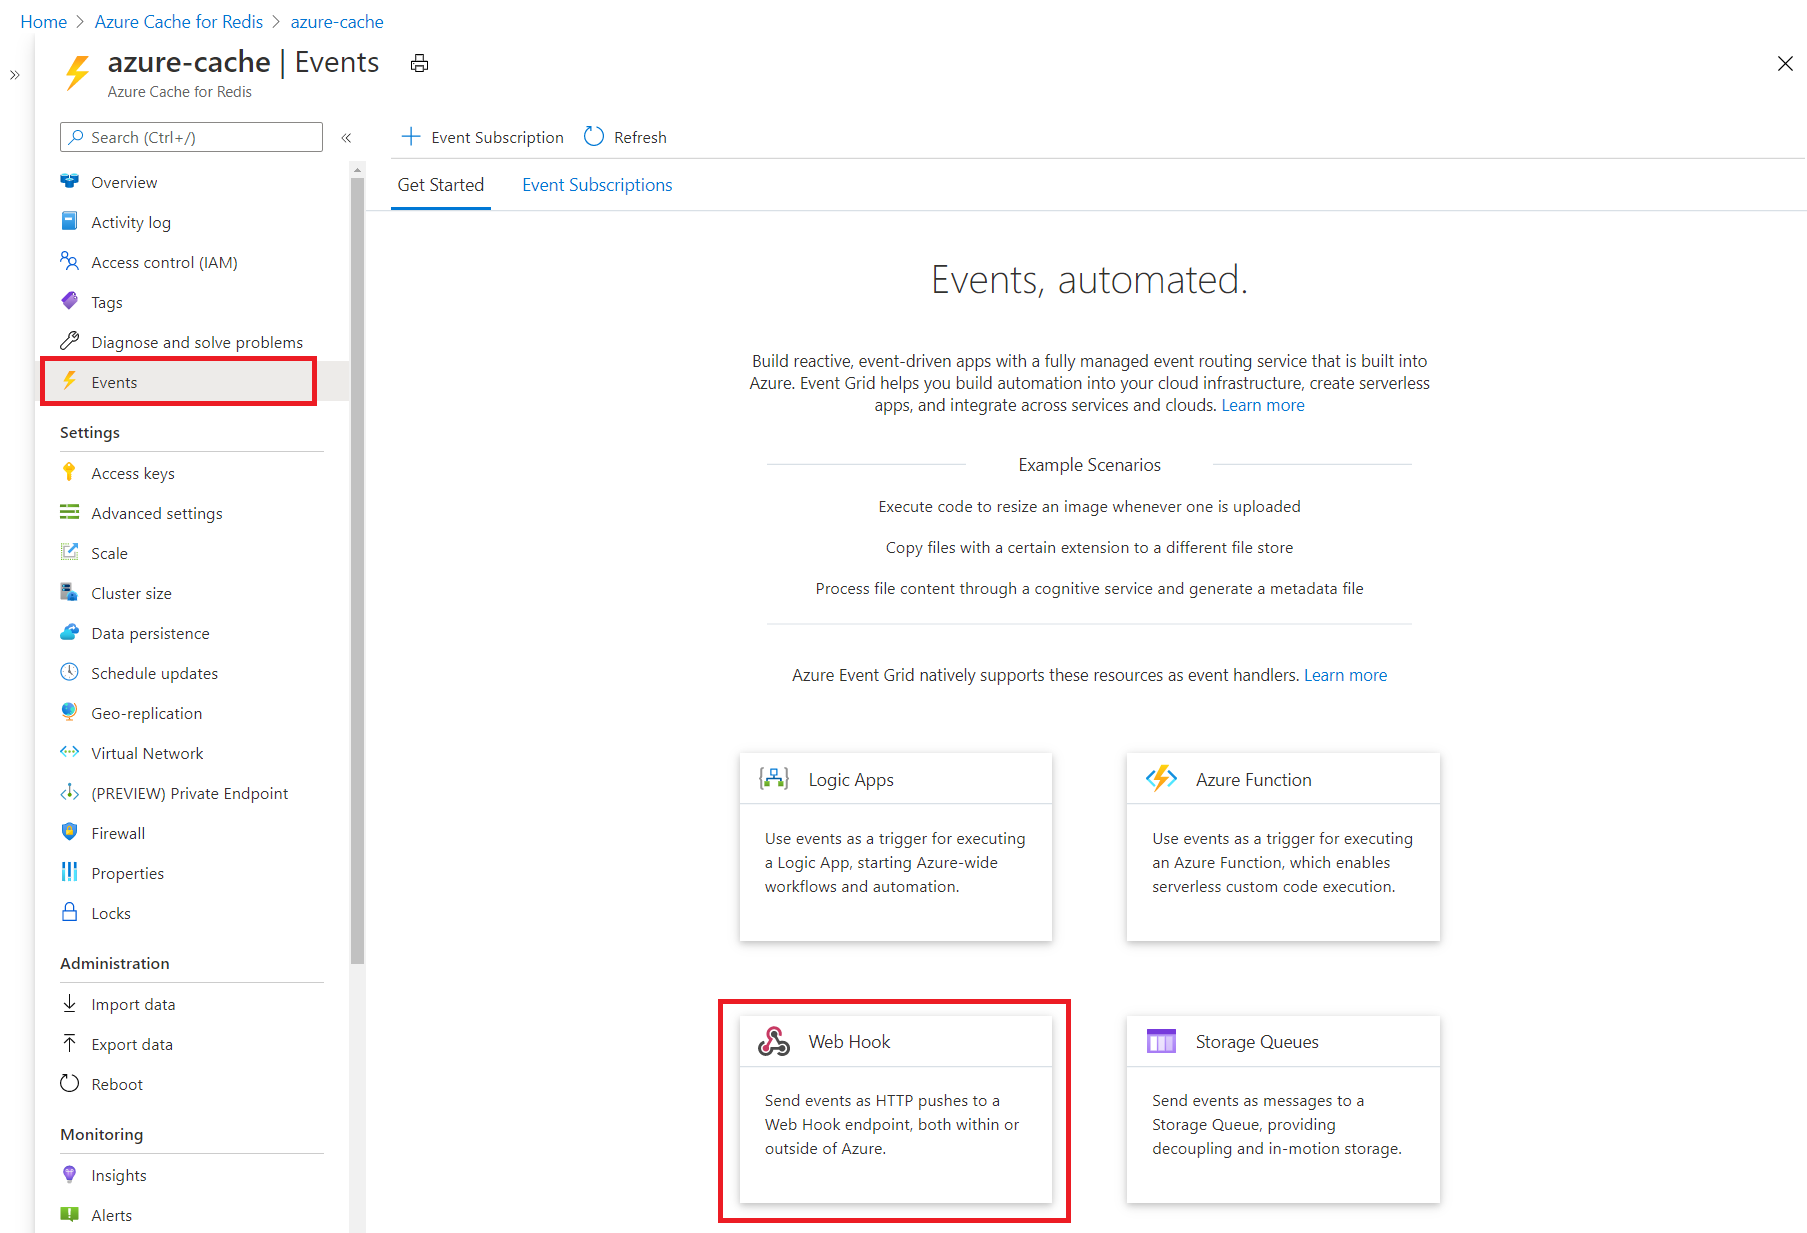 Home > Azure Cache for Redis > azure-cache
azure-cache | Events
Azure Cache for Redis
Search (Ctrl+/)
Overview
Activity log
Access control (IAM)
Tags
Diagnose and solve problems
Events
Settings
Access keys
Advanced settings
Scale
Cluster size
Data persistence
Schedule updates
Geo-replication
Virtual Network
(PREVIEW) Private Endpoint
Firewall
Properties
Locks
Administration
Import data
Export data
Reboot
Monitoring
Insights
Alerts
Event Subscription
Refresh
Get Started
Event Subscriptions
Events, automated.
Build reactive, event-driven apps with a fully managed event routing service that is built into
Azure. Event Grid helps you build automation into your cloud infrastructure, create serverless
apps, and integrate across services and clouds. Learn more
Example Scenarios
Execute code to resize an image whenever one is uploaded
Copy files with a certain extension to a different file store
Process file content through a cognitive service and generate a metadata file
Azure Event Grid natively supports these resources as event handlers. Learn more
Logic Apps
Use events as a trigger for executing
a Logic App, starting Azure-wide
workflows and automation.
Azure Function
Use events as a trigger for executing
an Azure Function, which enables
serverless custom code execution.
Web Hook
Send events as HTTP pushes to a
Web Hook endpoint, both within or
outside of Azure.
Storage Queues
Send events as messages to a
Storage Queue, providing
decoupling and in-motion storage.